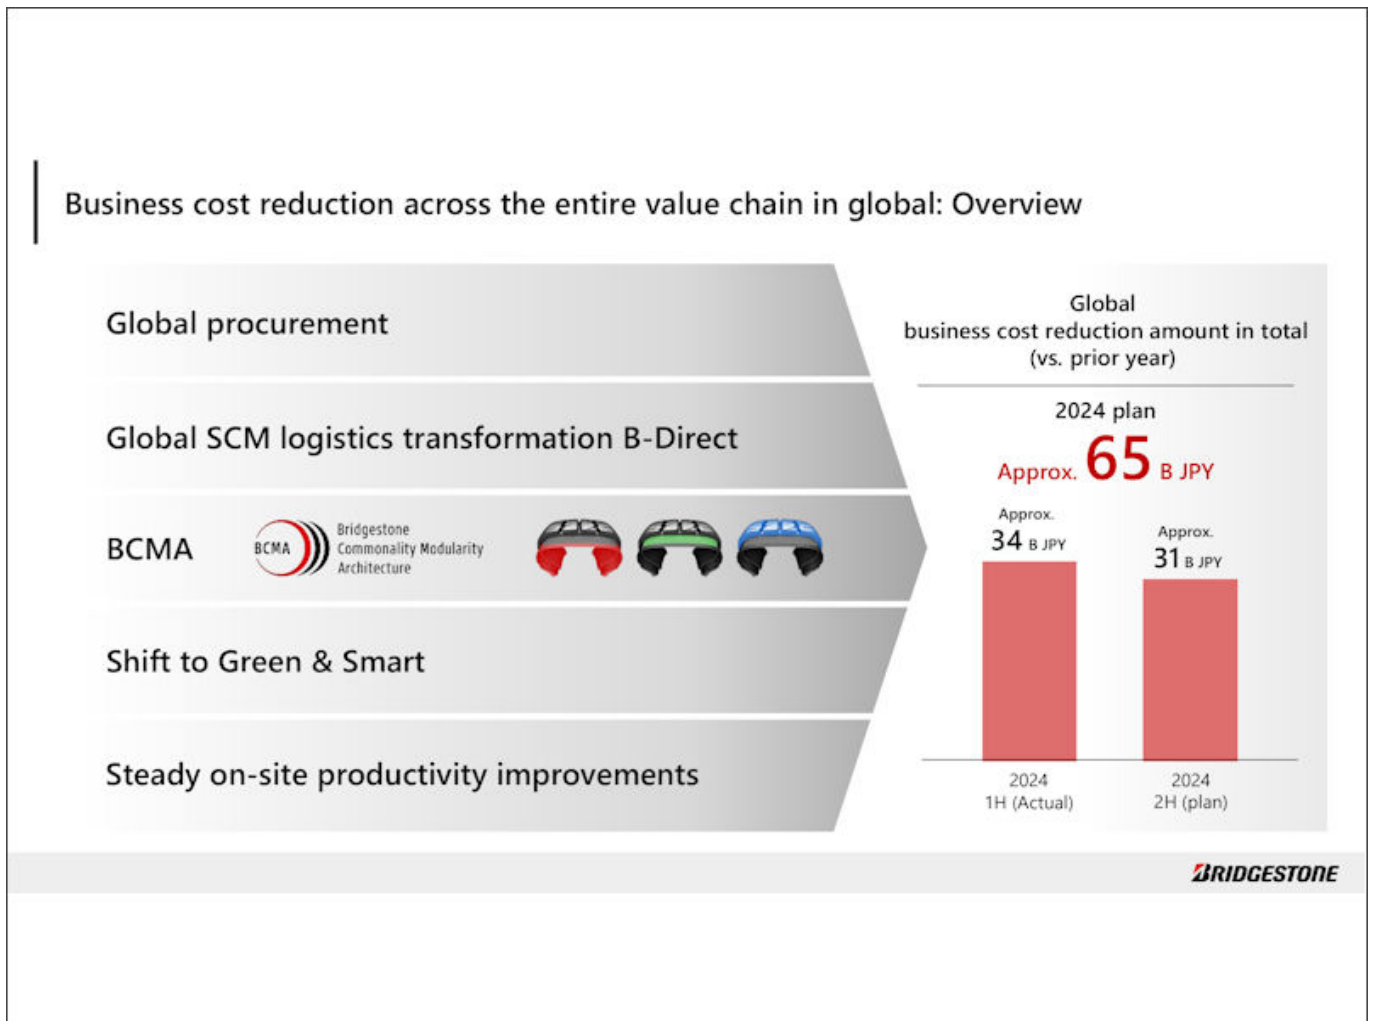 Business cost reduction across the entire value chain in global: Overview
Global procurement
Global SCM logistics transformation B-Direct
BCMA
BCMA
Bridgestone
Commonality Modularity
Architecture
Shift to Green & Smart
Steady on-site productivity improvements
Global
business cost reduction amount in total
(vs. prior year)
2024 plan
Approx. 65 B JPY
Approx.
34 B JPY
Approx.
31 B JPY
2024
1H (Actual)
2024
2H (plan)
BRIDGESTONE